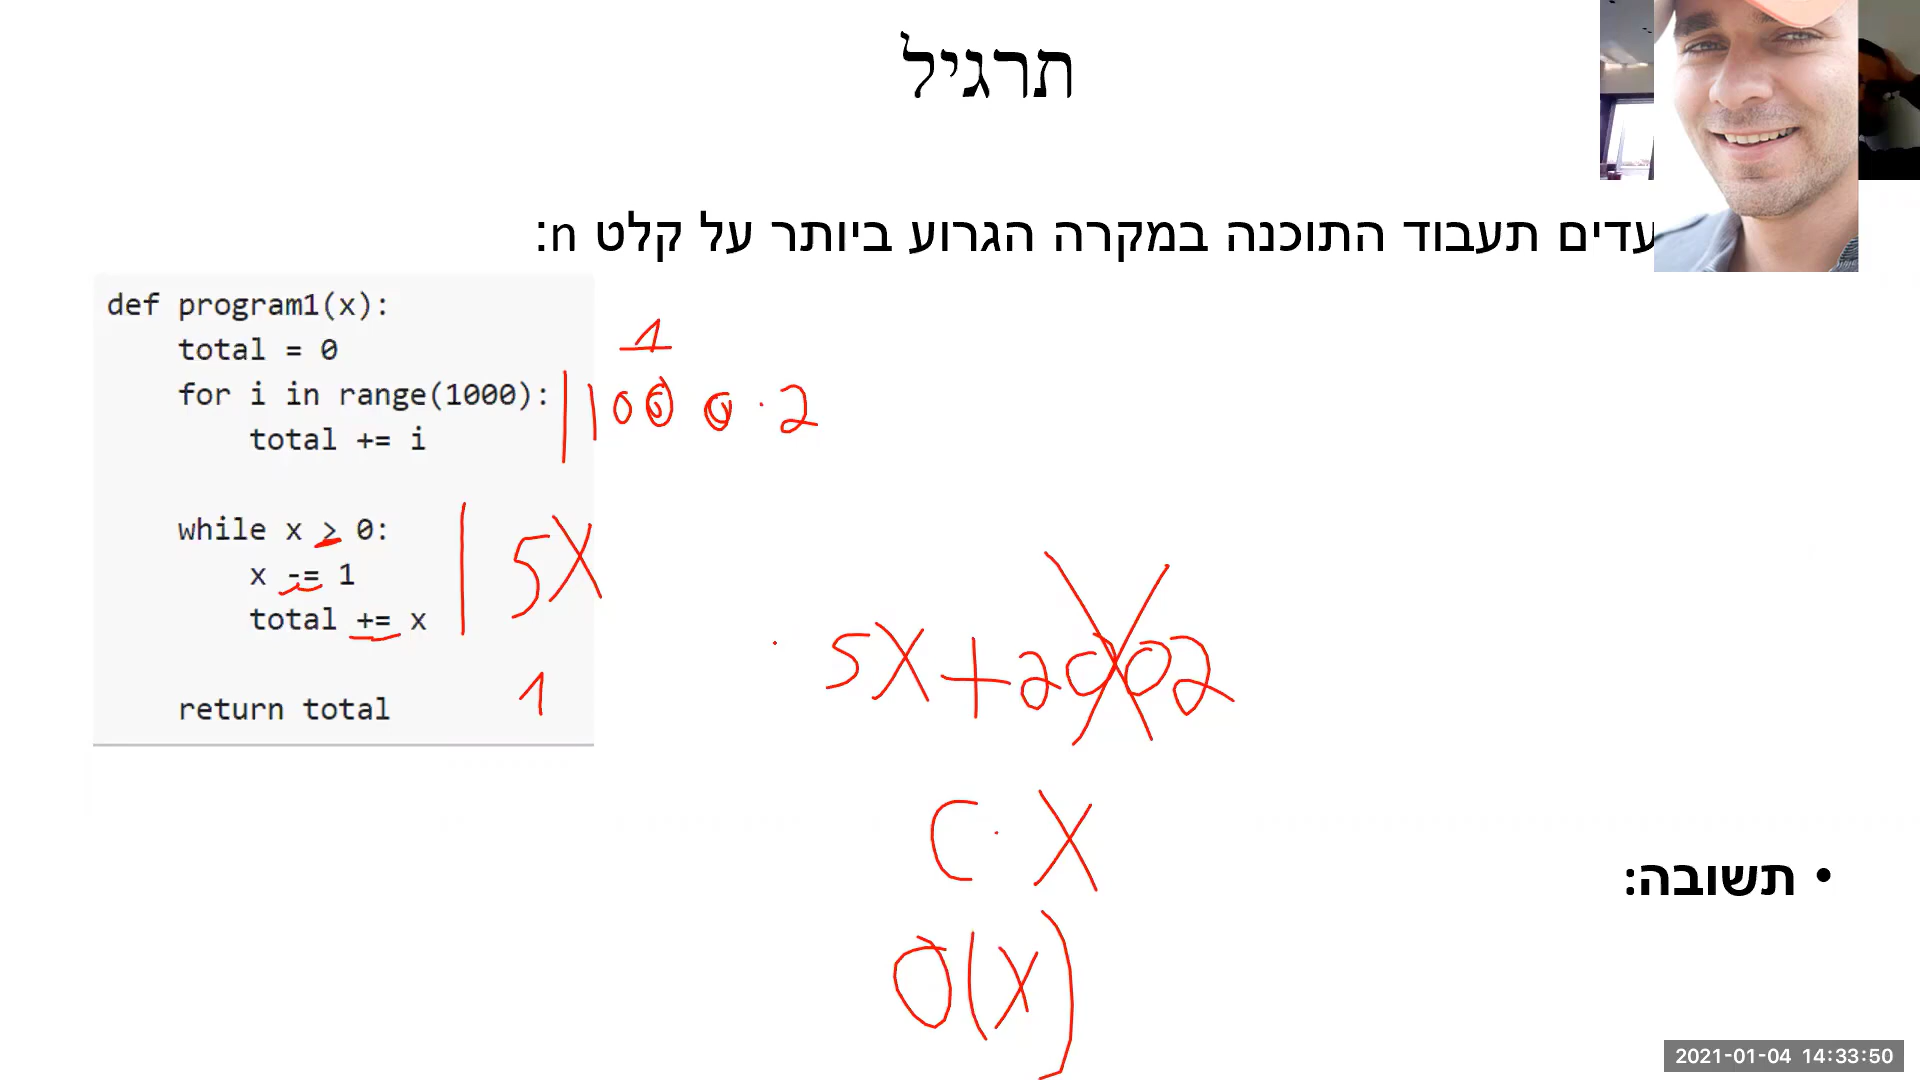 תרגיל
עדים תעבוד התוכנה במקרה הגרוע ביותר על קלט n:
def program1(x):
total = 0
1
for i in range(1000):
1000 · 2
total += i
while x > 0:
x -= 1
5X
total += x
5X+2002
return total
1
C · X
• תשובה:
O(X)
2021-01-04 14:33:50